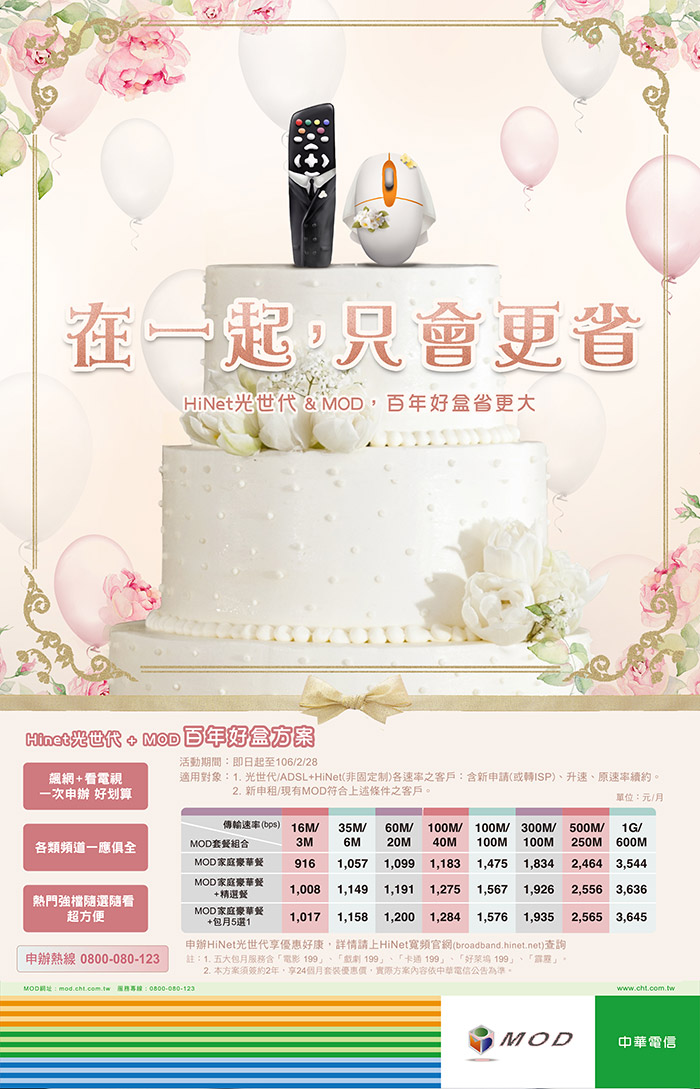 在一起，只會更省
HiNet光世代 & MOD，百年好盒省更大
Hinet光世代 + MOD 百年好盒方案
飆網+看電視
一次申辦 好划算
各類頻道一應俱全
熱門強檔隨選隨看
超方便
申辦熱線 0800-080-123
活動期間：即日起至106/2/28
適用對象：1. 光世代/ADSL+HiNet(非固定制)各速率之客戶：含新申請(或轉ISP)、升速、原速率續約。
2. 新申租/現有MOD符合上述條件之客戶。
單位：元/月
傳輸速率(bps) 16M/ 35M/ 60M/ 100M/ 100M/ 300M/ 500M/ 1G/
MOD套餐組合 3M 6M 20M 40M 100M 100M 250M 600M
MOD家庭豪華餐 916 1,057 1,099 1,183 1,475 1,834 2,464 3,544
MOD家庭豪華餐
+精選餐 1,008 1,149 1,191 1,275 1,567 1,926 2,556 3,636
MOD家庭豪華餐
+包月5選1 1,017 1,158 1,200 1,284 1,576 1,935 2,565 3,645
申辦HiNet光世代享優惠好康，詳情請上HiNet寬頻官網(broadband.hinet.net)查詢
註：1. 五大包月服務含「電影 199」、「戲劇 199」、「卡通 199」、「好萊塢 199」、「霹靂」。
2. 本方案須簽約2年，享24個月套裝優惠價，實際方案內容依中華電信公告為準。
MOD網址：mod.cht.com.tw 服務專線：0800-080-123
www.cht.com.tw
MOD
中華電信